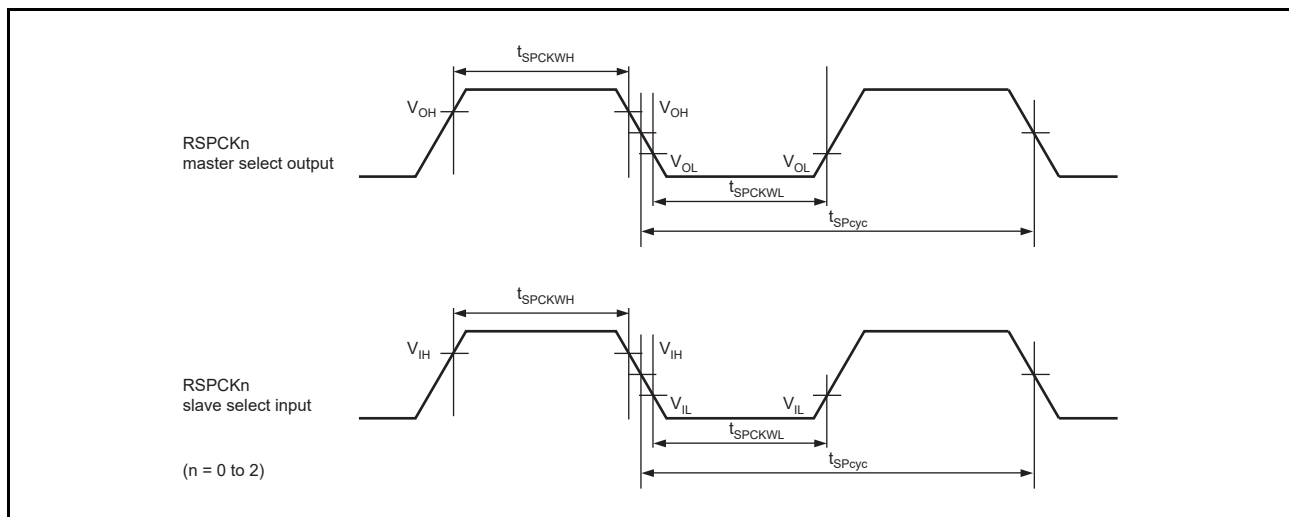 tSPCKWH
VOH VOH
RSPCKn
master select output
VOL VOL
tSPCKWL
tSPcyc
tSPCKWH
VIH VIH
RSPCKn
slave select input
VIL VIL
tSPCKWL
(n = 0 to 2)
tSPcyc